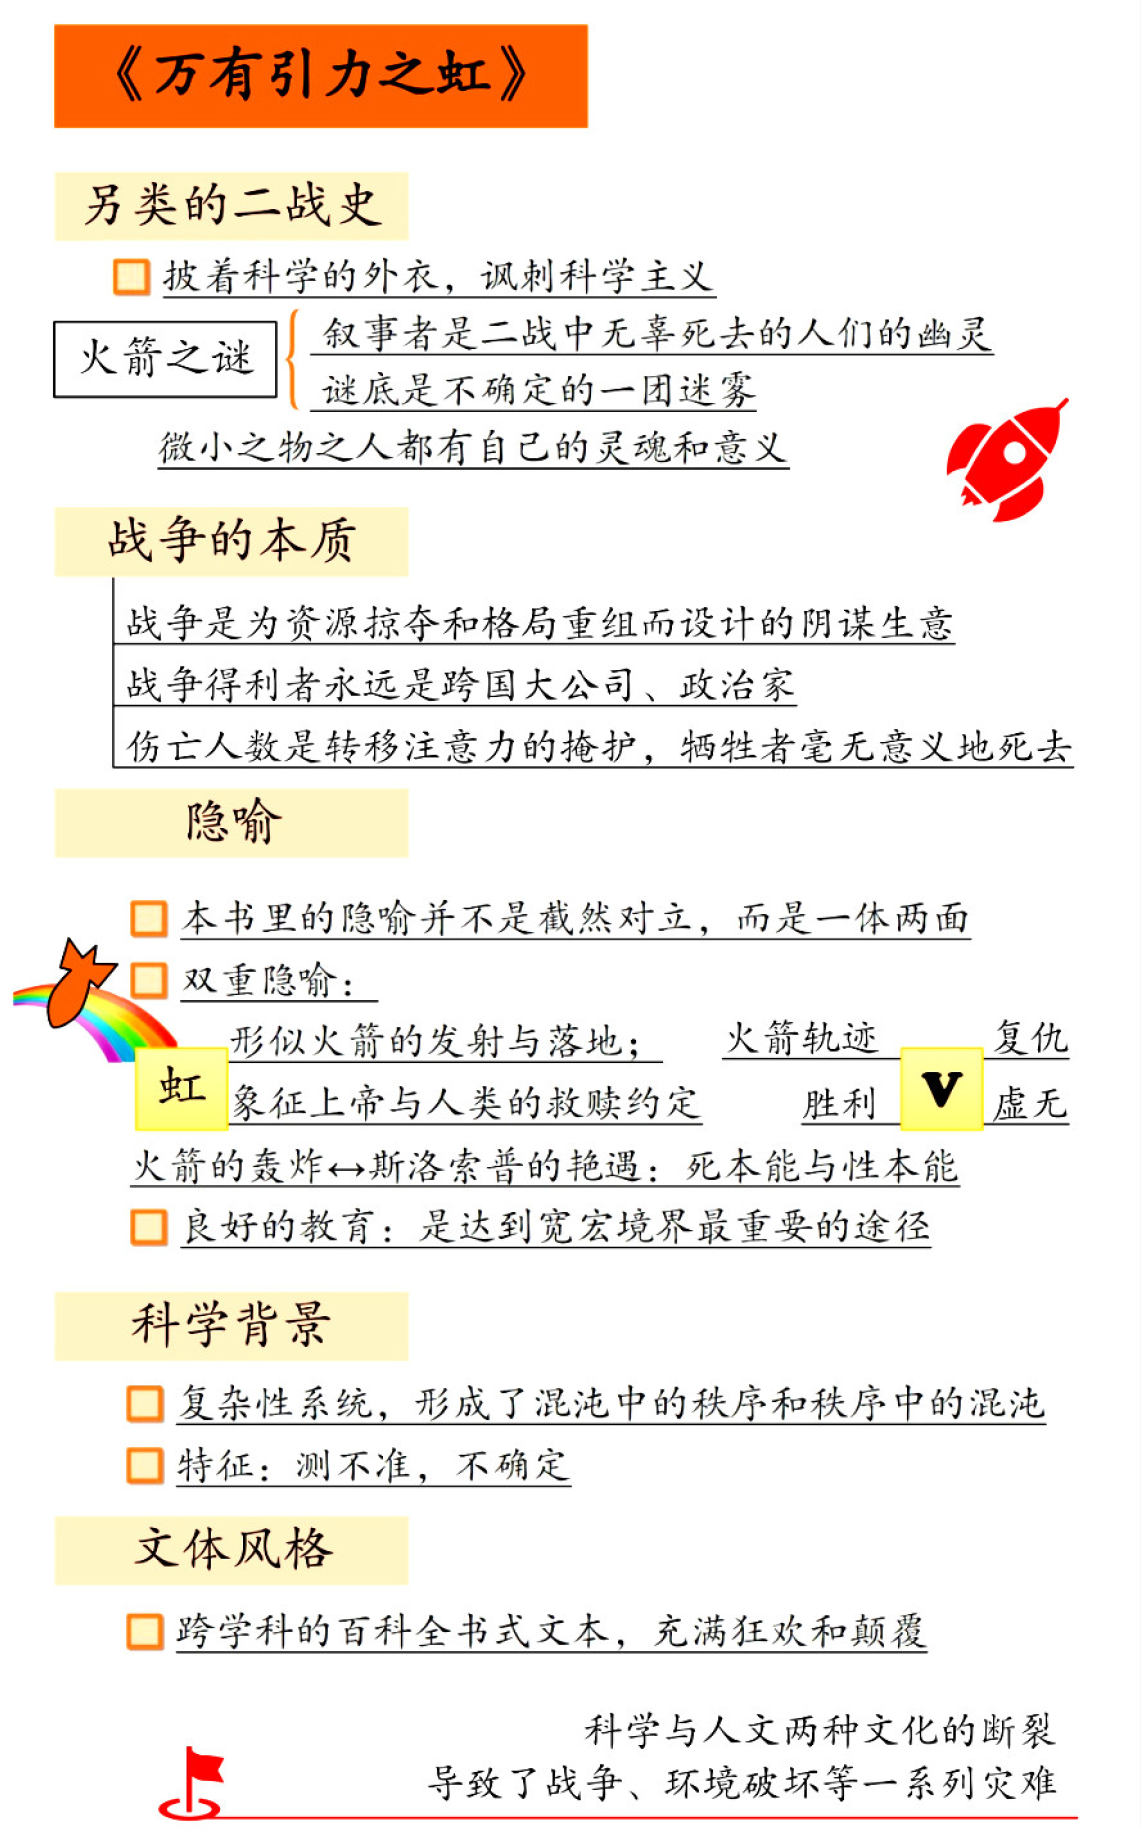 《万有引力之虹》
另类的二战史
披着科学的外衣，讽刺科学主义
火箭之谜
叙事者是二战中无辜死去的人们的幽灵
谜底是不确定的一团迷雾
微小之物之人都有自己的灵魂和意义
战争的本质
战争是为资源掠夺和格局重组而设计的阴谋生意
战争得利者永远是跨国大公司、政治家
伤亡人数是转移注意力的掩护，牺牲者毫无意义地死去
隐喻
本书里的隐喻并不是截然对立，而是一体两面
双重隐喻：
虹
形似火箭的发射与落地；
象征上帝与人类的救赎约定
火箭轨迹
胜利
V
复仇
虚无
火箭的轰炸↔斯洛索普的艳遇：死本能与性本能
良好的教育：是达到宽宏境界最重要的途径
科学背景
复杂性系统，形成了混沌中的秩序和秩序中的混沌
特征：测不准，不确定
文体风格
跨学科的百科全书式文本，充满狂欢和颠覆
科学与人文两种文化的断裂
导致了战争、环境破坏等一系列灾难